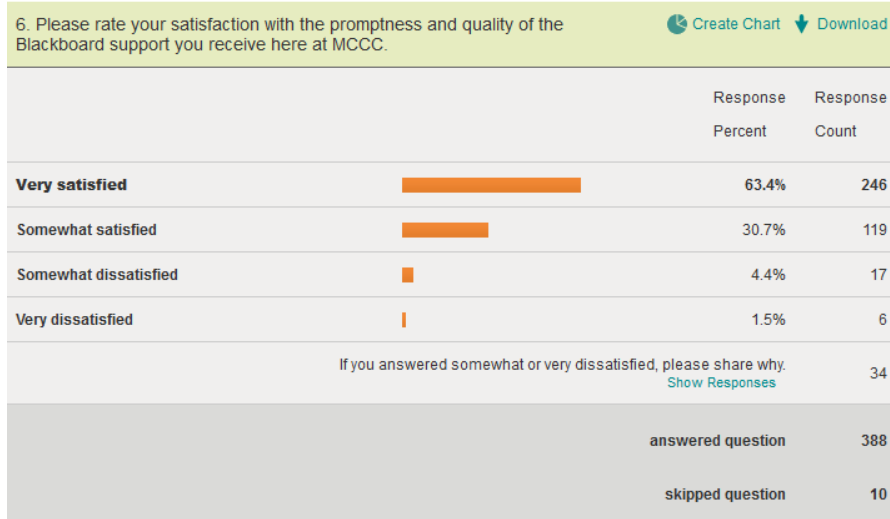 6. Please rate your satisfaction with the promptness and quality of the Create Chart Download
Blackboard support you receive here at MCCC.
Response Response
Percent Count
Very satisfied 63.4% 246
Somewhat satisfied 30.7% 119
Somewhat dissatisfied 4.4% 17
Very dissatisfied 1.5% 6
If you answered somewhat or very dissatisfied, please share why. 34
Show Responses
answered question 388
skipped question 10